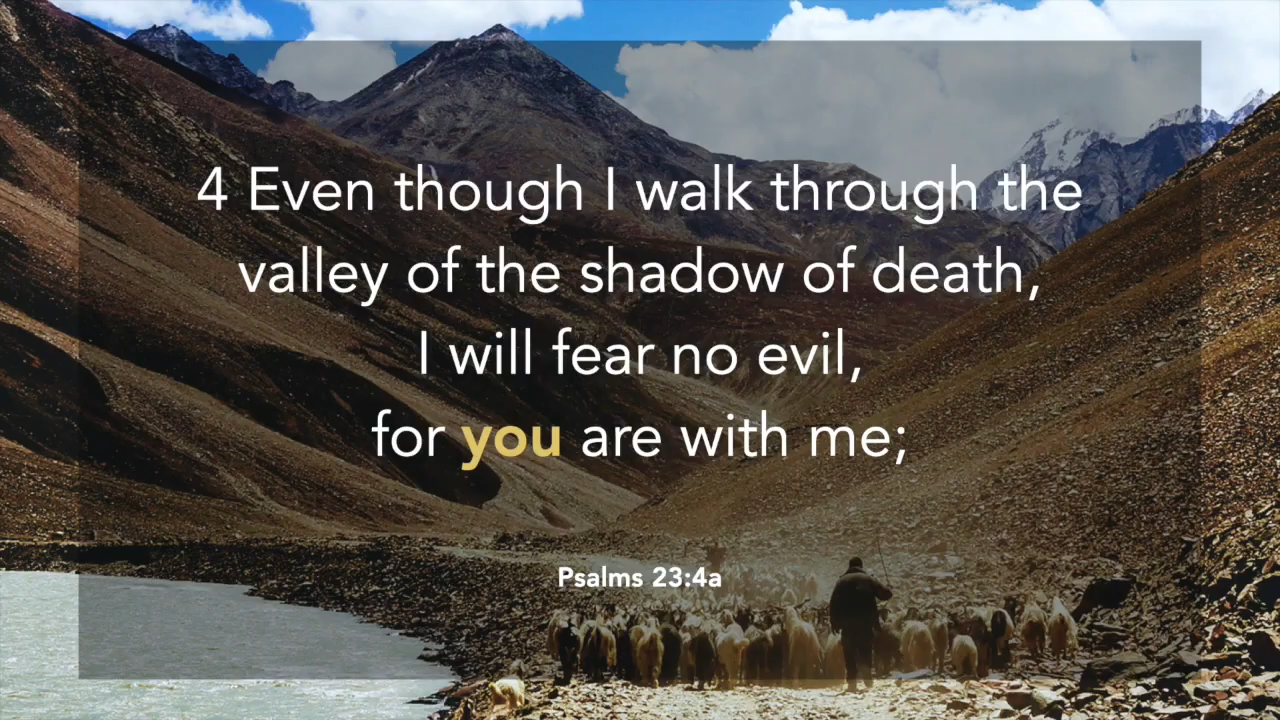 4 Even though I walk through the
valley of the shadow of death,
I will fear no evil,
for you are with me;
Psalms 23:4a